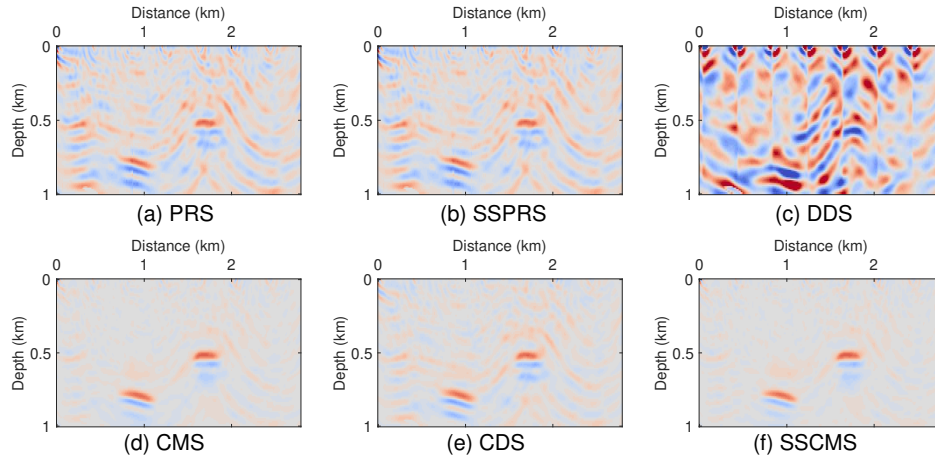 Distance (km)
0 1 2
Depth (km)
0
0.5
1
(a) PRS
Distance (km)
0 1 2
Depth (km)
0
0.5
1
(b) SSPRS
Distance (km)
0 1 2
Depth (km)
0
0.5
1
(c) DDS
Distance (km)
0 1 2
Depth (km)
0
0.5
1
(d) CMS
Distance (km)
0 1 2
Depth (km)
0
0.5
1
(e) CDS
Distance (km)
0 1 2
Depth (km)
0
0.5
1
(f) SSCMS